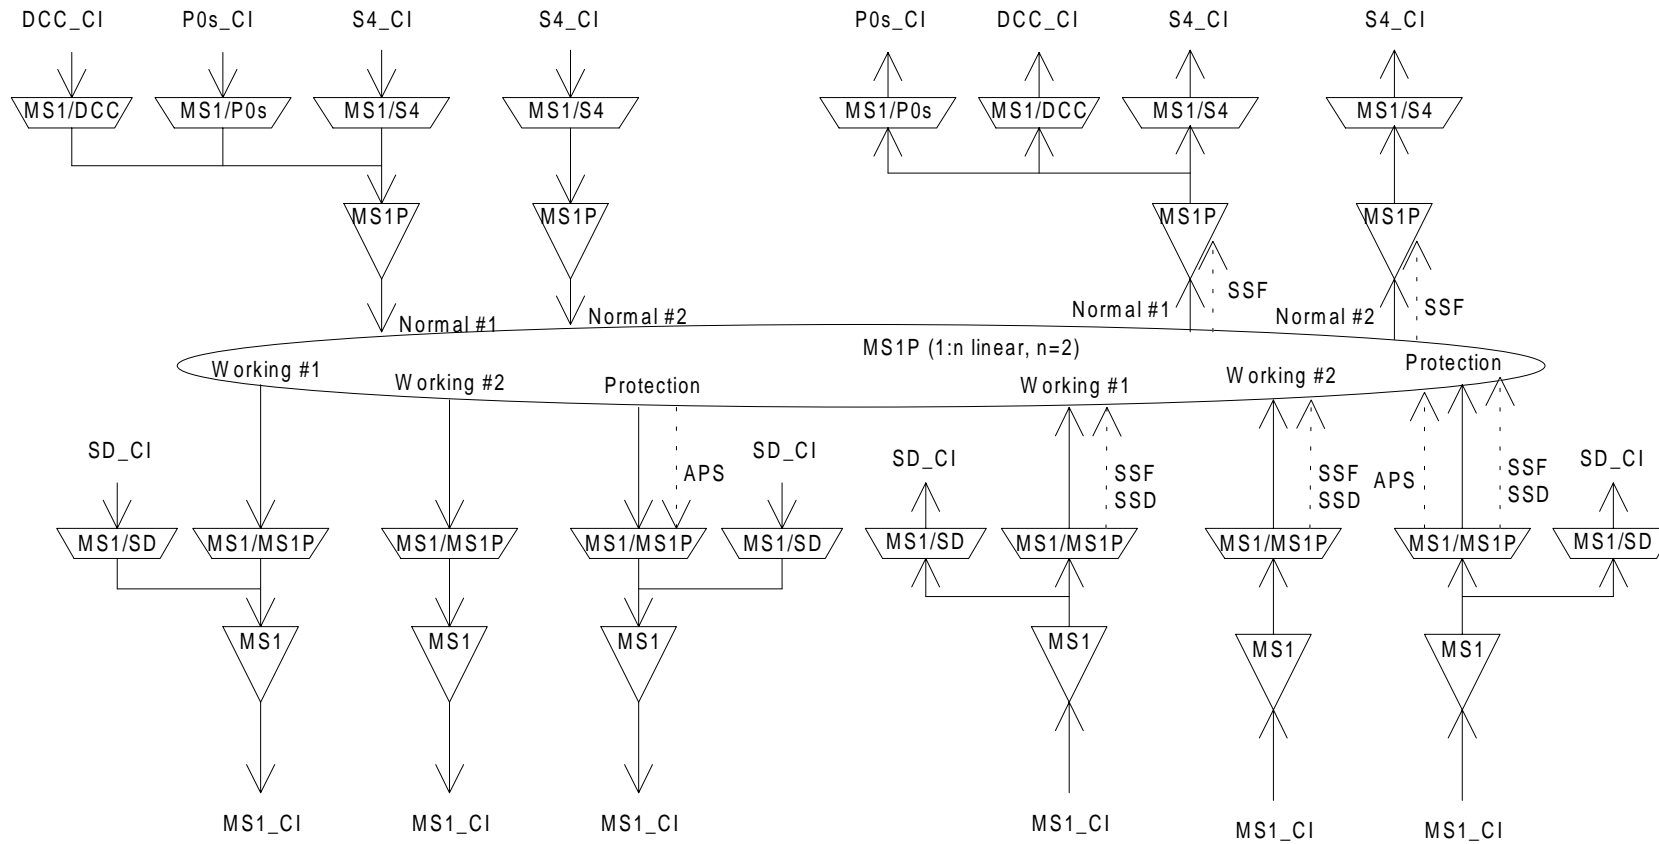 DCC_CI P0s_CI S4_CI S4_CI P0s_CI DCC_CI S4_CI S4_CI
MS1/DCC MS1/P0s MS1/S4 MS1/S4 MS1/P0s MS1/DCC MS1/S4 MS1/S4
MS1P MS1P MS1P MS1P
SSF SSF
Normal #1 Normal #2 Normal #1 Normal #2
MS1P (1:n linear, n=2)
Working #1 Working #2 Protection Working #1 Working #2 Protection
SD_CI APS SD_CI SD_CI SSF SSF APS SSF SD_CI
SSD SSD SSD
MS1/SD MS1/MS1P MS1/MS1P MS1/MS1P MS1/SD MS1/SD MS1/MS1P MS1/MS1P MS1/MS1P MS1/SD
MS1 MS1 MS1 MS1 MS1 MS1
MS1_CI MS1_CI MS1_CI MS1_CI MS1_CI MS1_CI